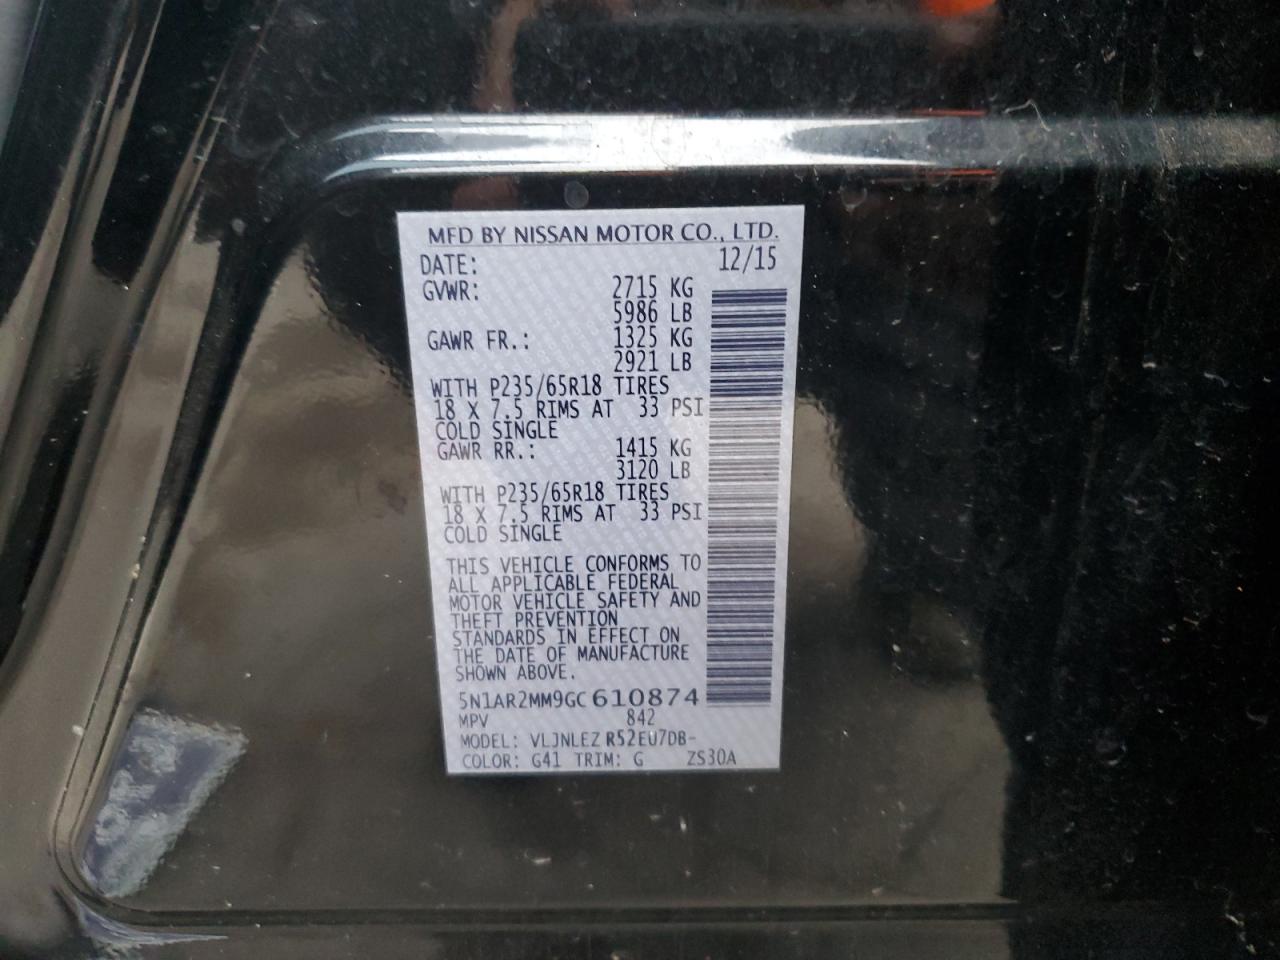 MFD BY NISSAN MOTOR CO., LTD.
DATE: 12/15
GVWR: 2715 KG
5986 LB
GAWR FR.: 1325 KG
2921 LB
WITH P235/65R18 TIRES
18 X 7.5 RIMS AT 33 PSI
COLD SINGLE
GAWR RR.: 1415 KG
3120 LB
WITH P235/65R18 TIRES
18 X 7.5 RIMS AT 33 PSI
COLD SINGLE
THIS VEHICLE CONFORMS TO
ALL APPLICABLE FEDERAL
MOTOR VEHICLE SAFETY AND
THEFT PREVENTION
STANDARDS IN EFFECT ON
THE DATE OF MANUFACTURE
SHOWN ABOVE.
5N1AR2MM9GC610874
MPV 842
MODEL: VLJNLEZ R52EU7DB-
COLOR: G41 TRIM: G ZS30A